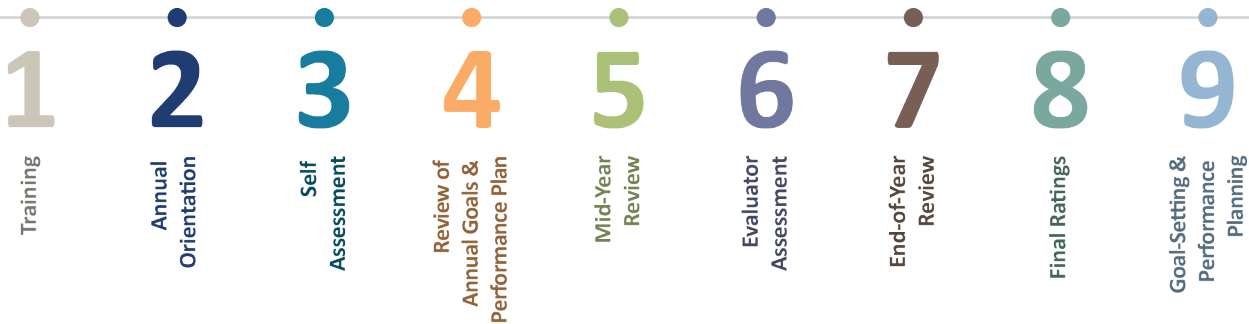 1
Training
2
Annual
Orientation
3
Self
Assessment
4
Review of
Annual Goals &
Performance Plan
5
Mid-Year
Review
6
Evaluator
Assessment
7
End-of-Year
Review
8
Final Ratings
9
Goal-Setting &
Performance
Planning